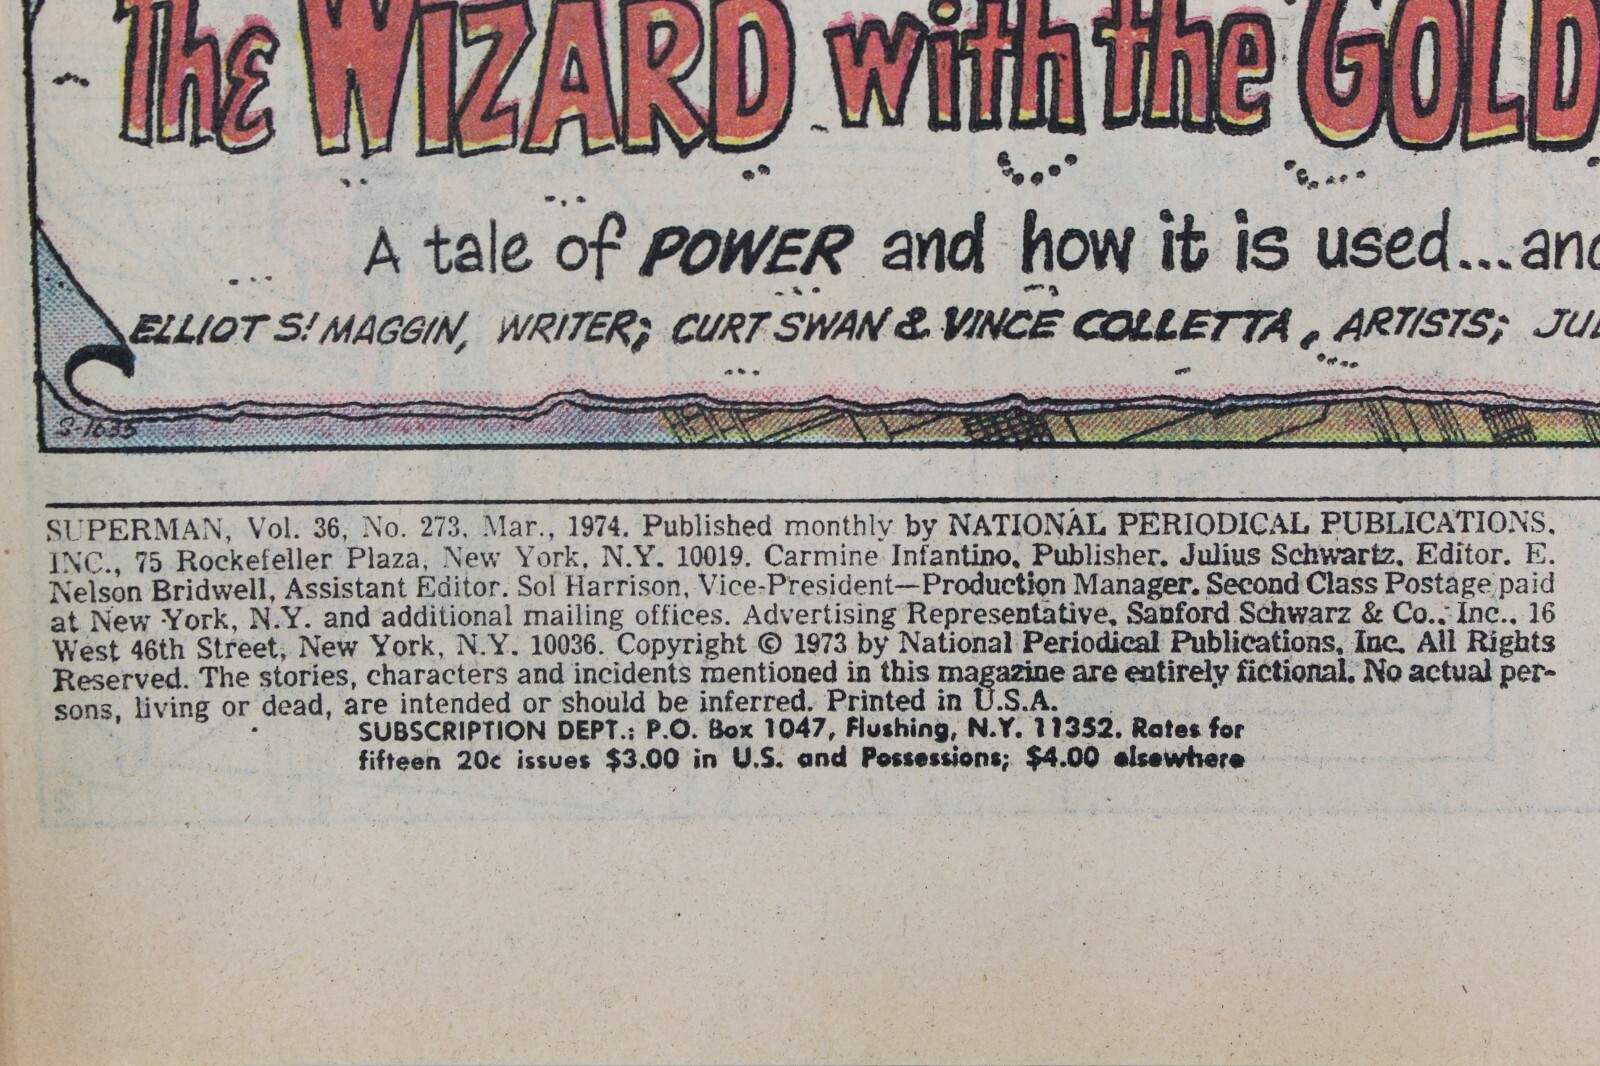 The WIZARD with the GOLD
A tale of POWER and how it is used...and
ELLIOT S! MAGGIN, WRITER; CURT SWAN & VINCE COLLETTA, ARTISTS; JUL
S-1635
SUPERMAN, Vol. 36, No. 273, Mar., 1974. Published monthly by NATIONAL PERIODICAL PUBLICATIONS,
INC., 75 Rockefeller Plaza, New York, N.Y. 10019. Carmine Infantino, Publisher. Julius Schwartz, Editor. E.
Nelson Bridwell, Assistant Editor. Sol Harrison, Vice-President—Production Manager. Second Class Postage paid
at New York, N.Y. and additional mailing offices. Advertising Representative, Sanford Schwarz & Co., Inc., 16
West 46th Street, New York, N.Y. 10036. Copyright © 1973 by National Periodical Publications, Inc. All Rights
Reserved. The stories, characters and incidents mentioned in this magazine are entirely fictional. No actual per-
sons, living or dead, are intended or should be inferred. Printed in U.S.A.
SUBSCRIPTION DEPT.: P.O. Box 1047, Flushing, N.Y. 11352. Rates for
fifteen 20c issues $3.00 in U.S. and Possessions; $4.00 elsewhere